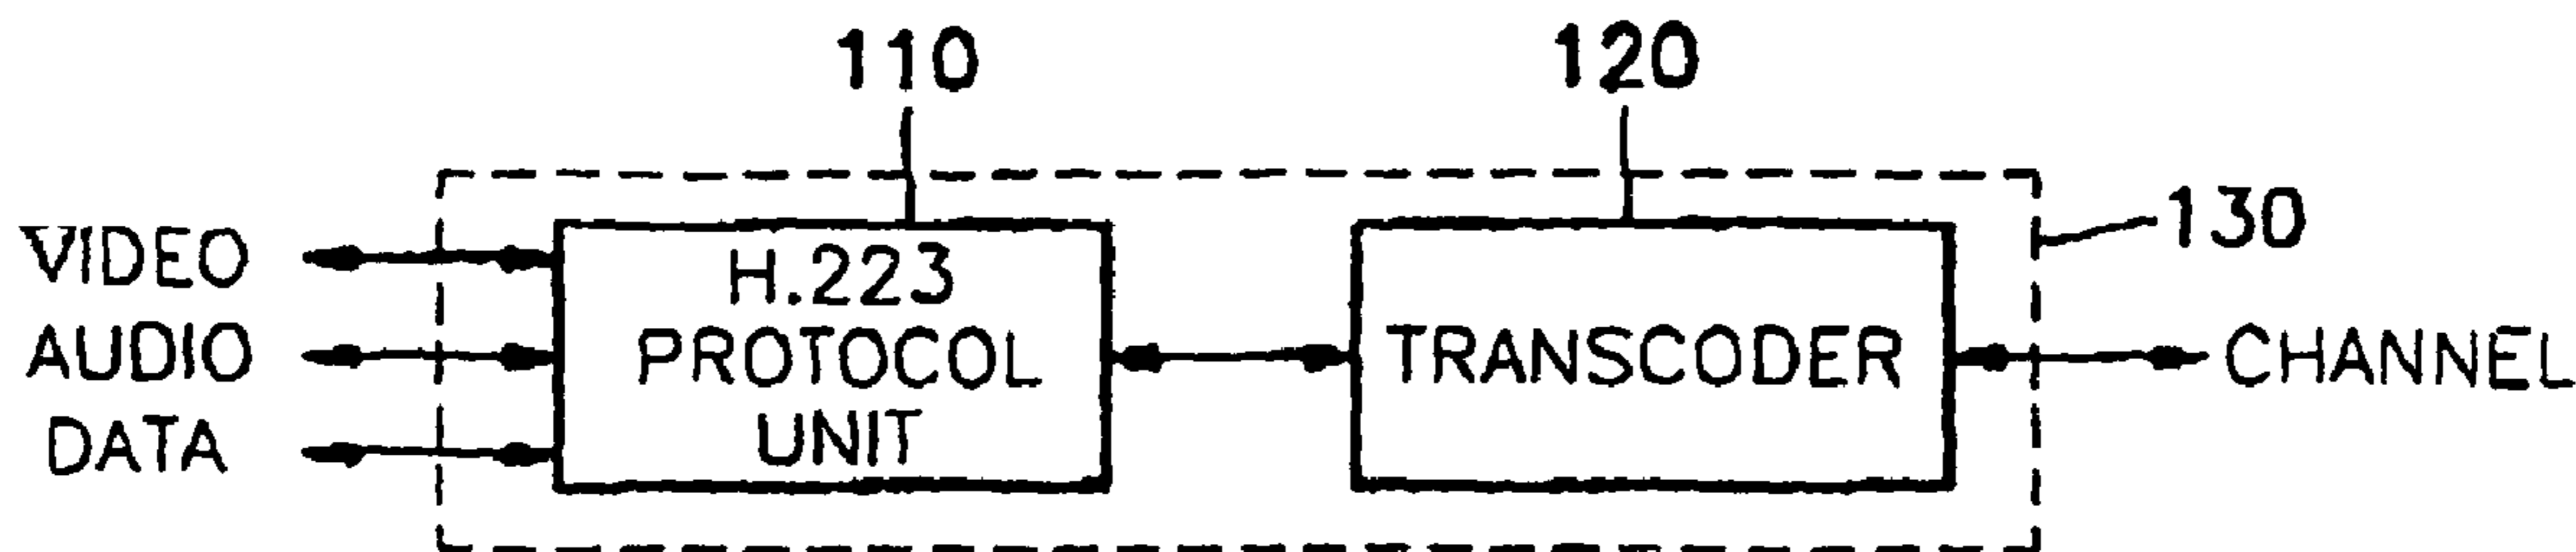 110
120
130
VIDEO
AUDIO
DATA
H.223
PROTOCOL
UNIT
TRANSCODER
CHANNEL